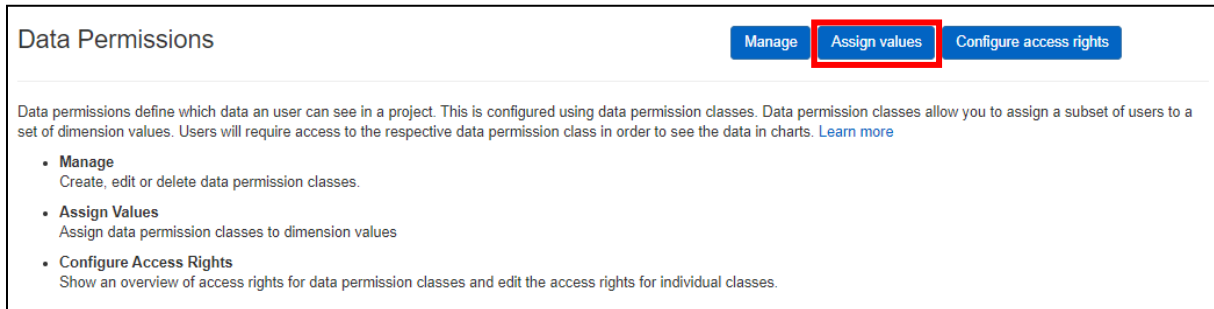 Data Permissions
Manage
Assign values
Configure access rights
Data permissions define which data an user can see in a project. This is configured using data permission classes. Data permission classes allow you to assign a subset of users to a
set of dimension values. Users will require access to the respective data permission class in order to see the data in charts. Learn more
• Manage
Create, edit or delete data permission classes.
• Assign Values
Assign data permission classes to dimension values
• Configure Access Rights
Show an overview of access rights for data permission classes and edit the access rights for individual classes.